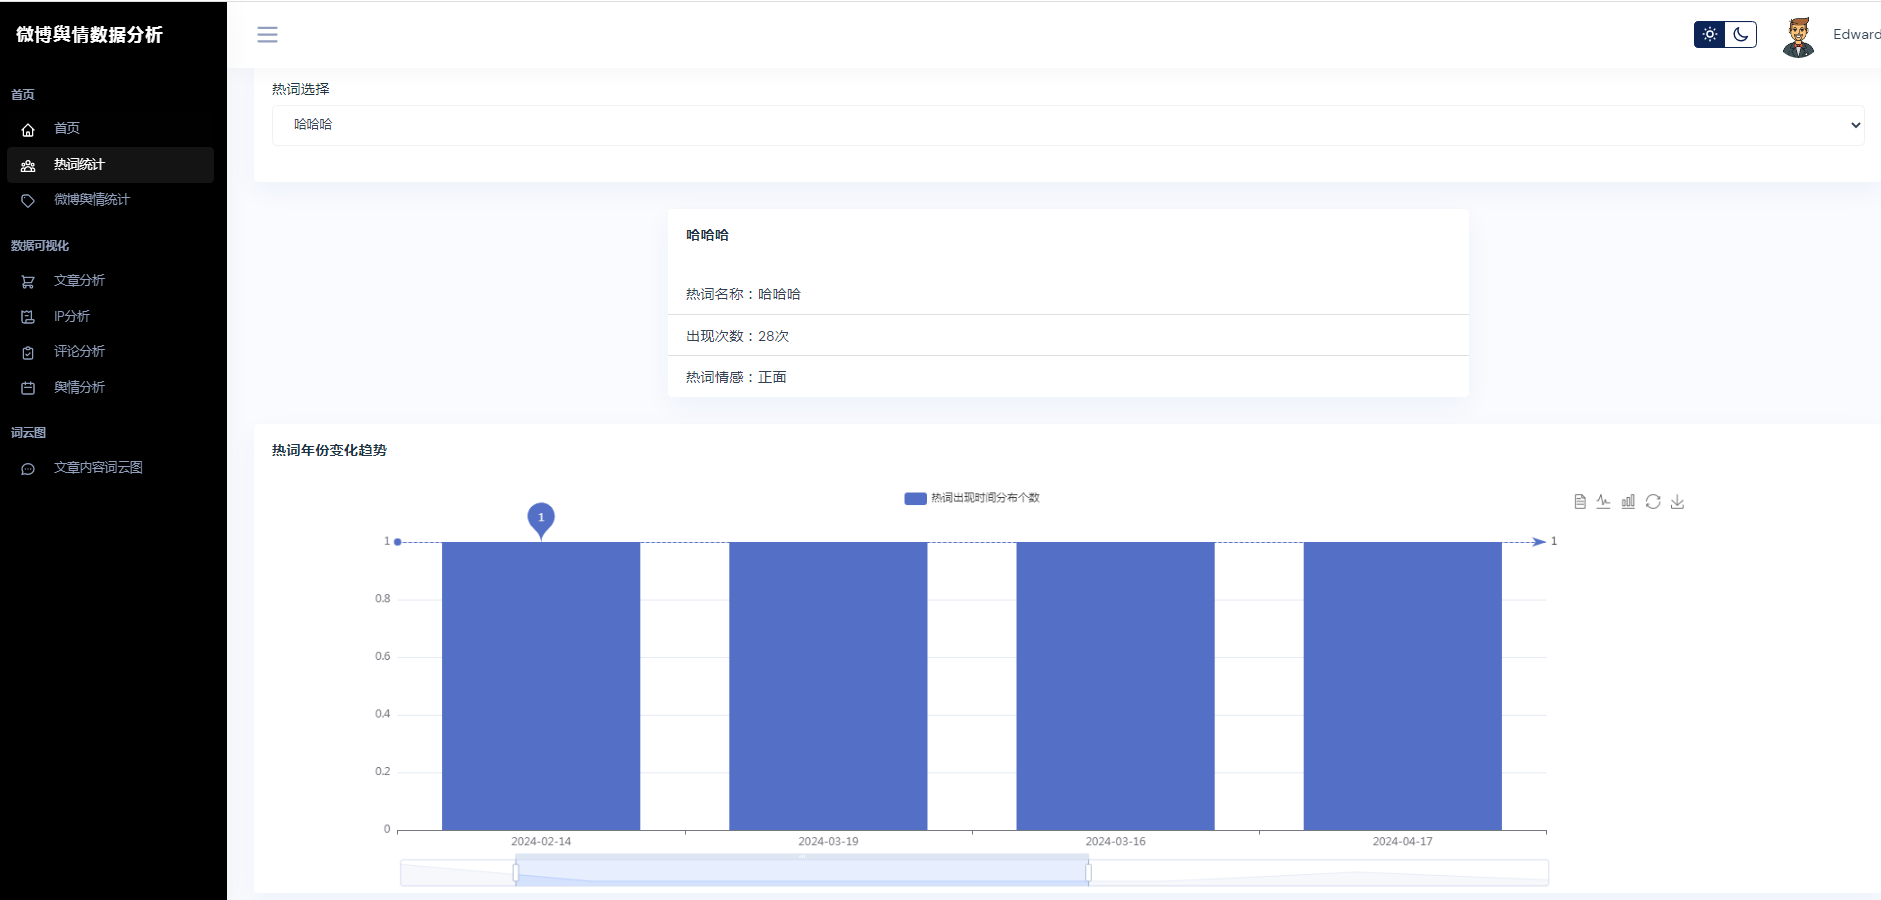 微博舆情数据分析
首页
首页
热词统计
微博舆情统计
数据可视化
文章分析
IP分析
评论分析
舆情分析
词云图
文章内容词云图
Edward
热词选择
哈哈哈
哈哈哈
热词名称：哈哈哈
出现次数：28次
热词情感：正面
热词年份变化趋势
热词出现时间分布个数
1
1
1
0.8
0.6
0.4
0.2
0
2024-02-14
2024-03-19
2024-03-16
2024-04-17